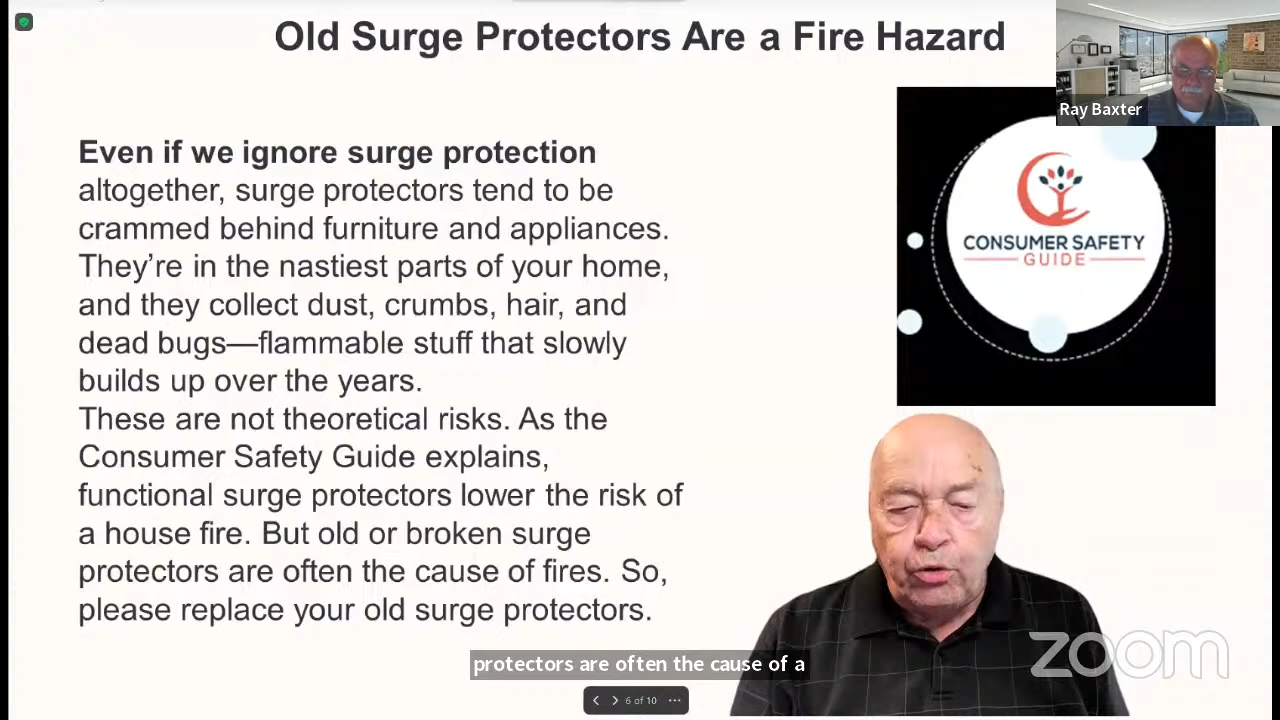 Old Surge Protectors Are a Fire Hazard
Ray Baxter
Even if we ignore surge protection
altogether, surge protectors tend to be
crammed behind furniture and appliances.
They’re in the nastiest parts of your home,
and they collect dust, crumbs, hair, and
dead bugs—flammable stuff that slowly
builds up over the years.
These are not theoretical risks. As the
Consumer Safety Guide explains,
functional surge protectors lower the risk of
a house fire. But old or broken surge
protectors are often the cause of fires. So,
please replace your old surge protectors.
CONSUMER SAFETY
GUIDE
protectors are often the cause of a
zoom
6 of 10